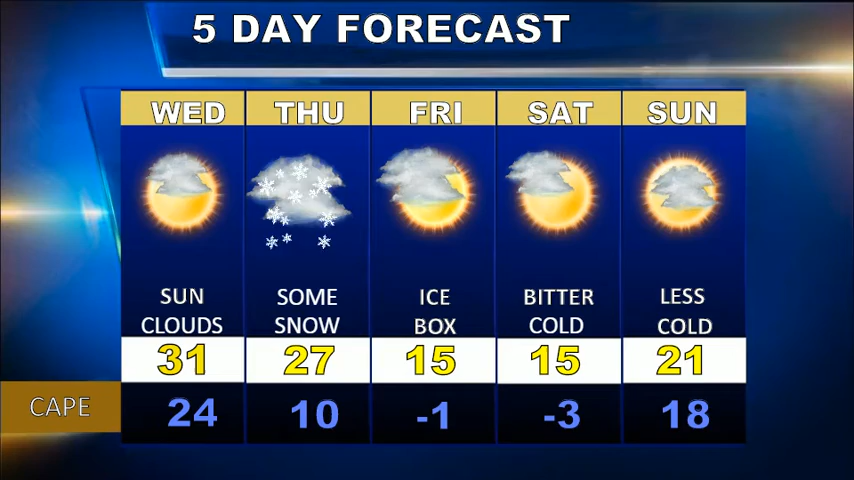 5 DAY FORECAST
WED THU FRI SAT SUN
SUN SOME ICE BITTER LESS
CLOUDS SNOW BOX COLD COLD
31 27 15 15 21
CAPE 24 10 -1 -3 18